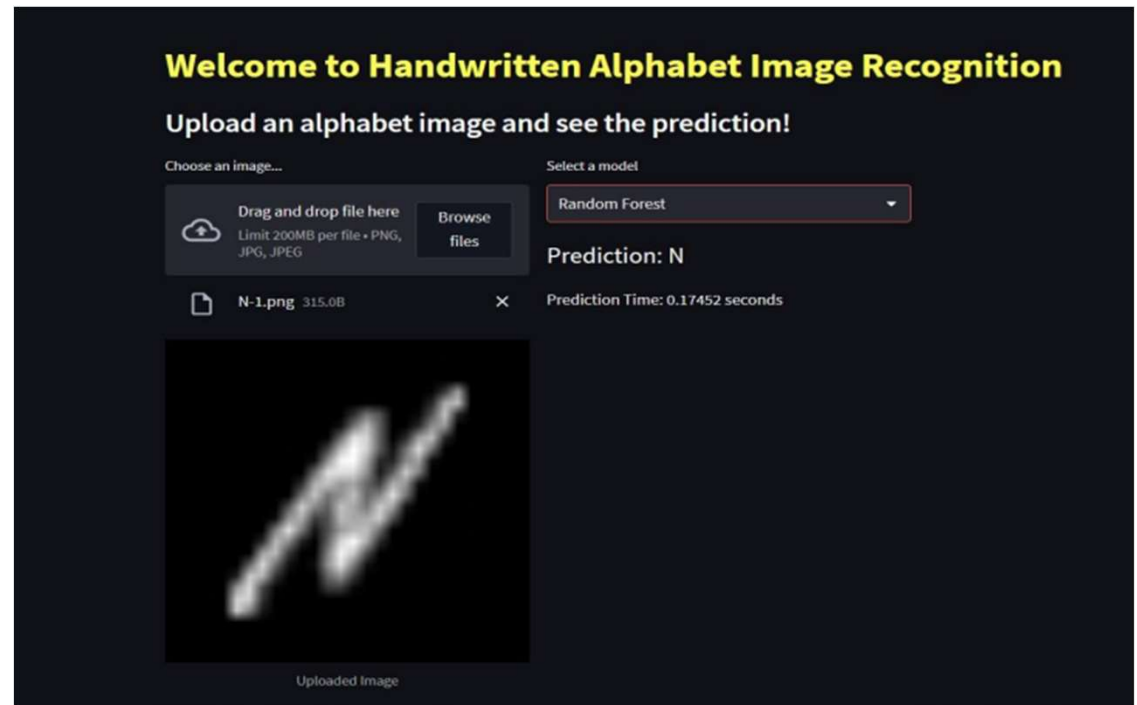 Welcome to Handwritten Alphabet Image Recognition
Upload an alphabet image and see the prediction!
Choose an image...
Drag and drop file here
Limit 200MB per file • PNG,
JPG, JPEG
Browse
files
N-1.png 315.0B
N
Uploaded Image
Select a model
Random Forest
Prediction: N
Prediction Time: 0.17452 seconds